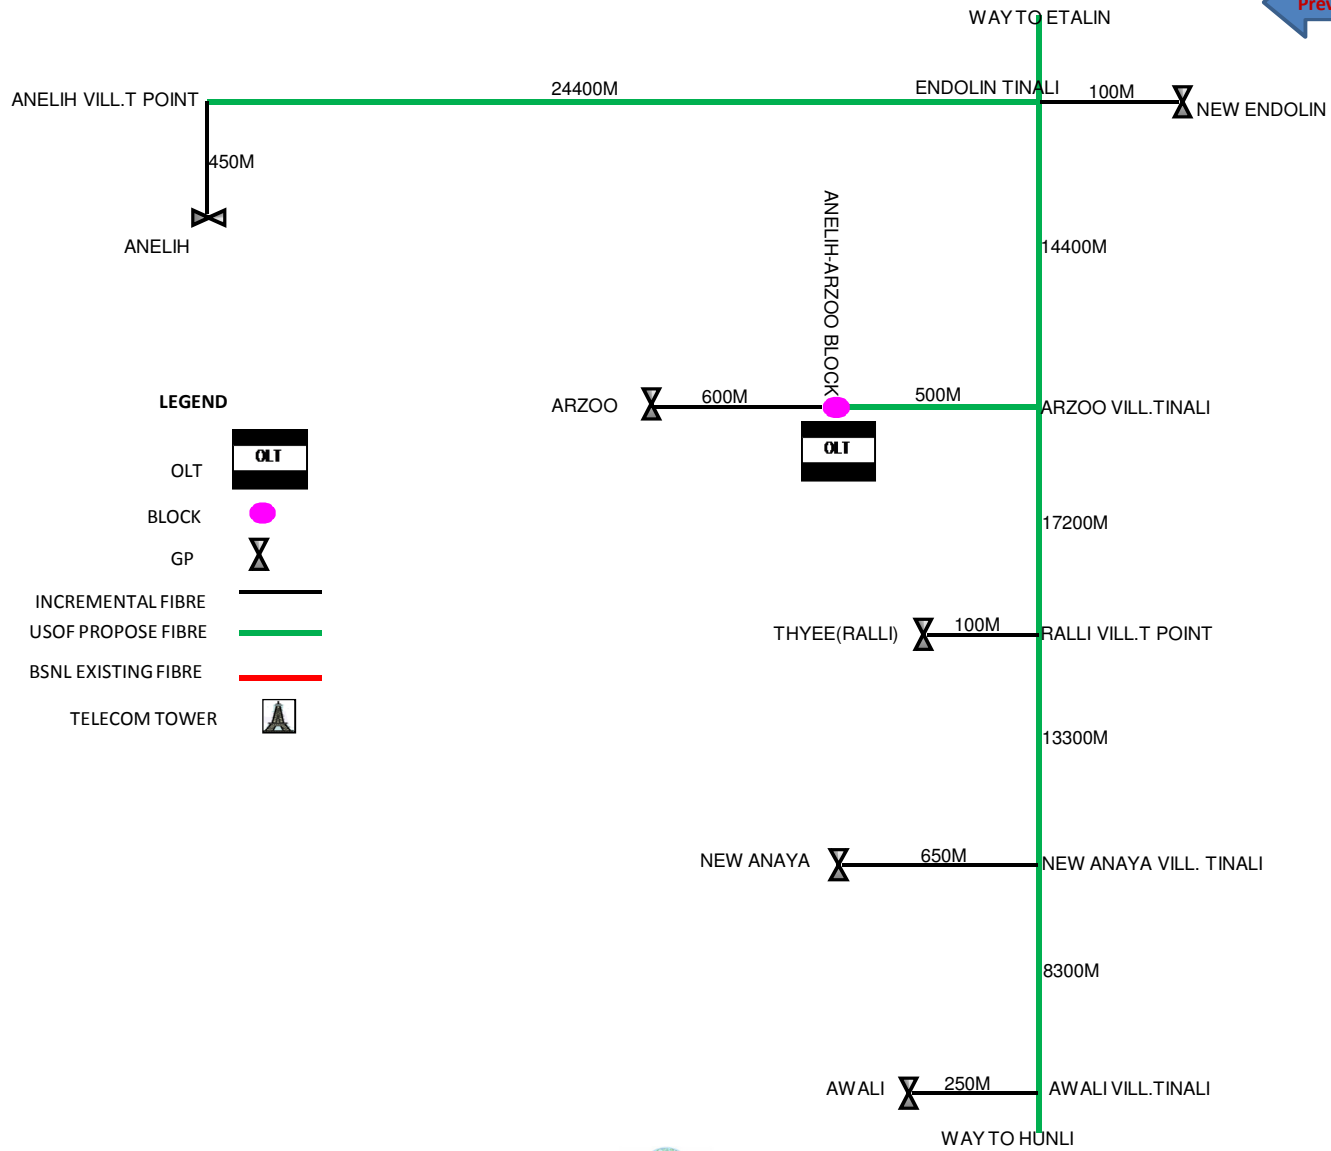 WAY TO ETALIN
Prev
ANELIH VILL.T POINT
24400M
ENDOLIN TINALI
100M
NEW ENDOLIN
450M
ANELIH
ANELIH-ARZOO BLOCK
14400M
LEGEND
ARZOO
600M
500M
ARZOO VILL.TINALI
OLT
OLT
OLT
BLOCK
17200M
GP
INCREMENTAL FIBRE
USOF PROPOSE FIBRE
THYEE(RALLI)
100M
RALLI VILL.T POINT
BSNL EXISTING FIBRE
TELECOM TOWER
13300M
NEW ANAYA
650M
NEW ANAYA VILL. TINALI
8300M
AWALI
250M
AWALI VILL.TINALI
WAY TO HUNLI